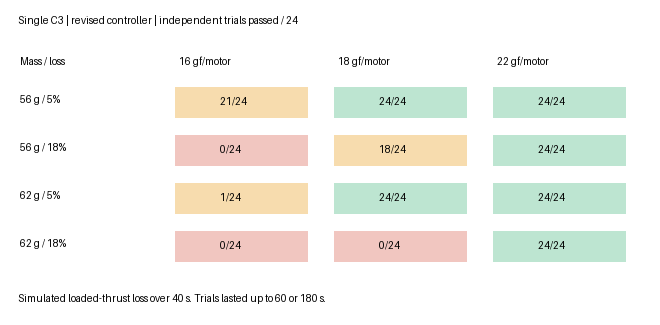 Single C3 | revised controller | independent trials passed / 24
Mass / loss 16 gf/motor 18 gf/motor 22 gf/motor
56 g / 5% 21/24 24/24 24/24
56 g / 18% 0/24 18/24 24/24
62 g / 5% 1/24 24/24 24/24
62 g / 18% 0/24 0/24 24/24
Simulated loaded-thrust loss over 40 s. Trials lasted up to 60 or 180 s.